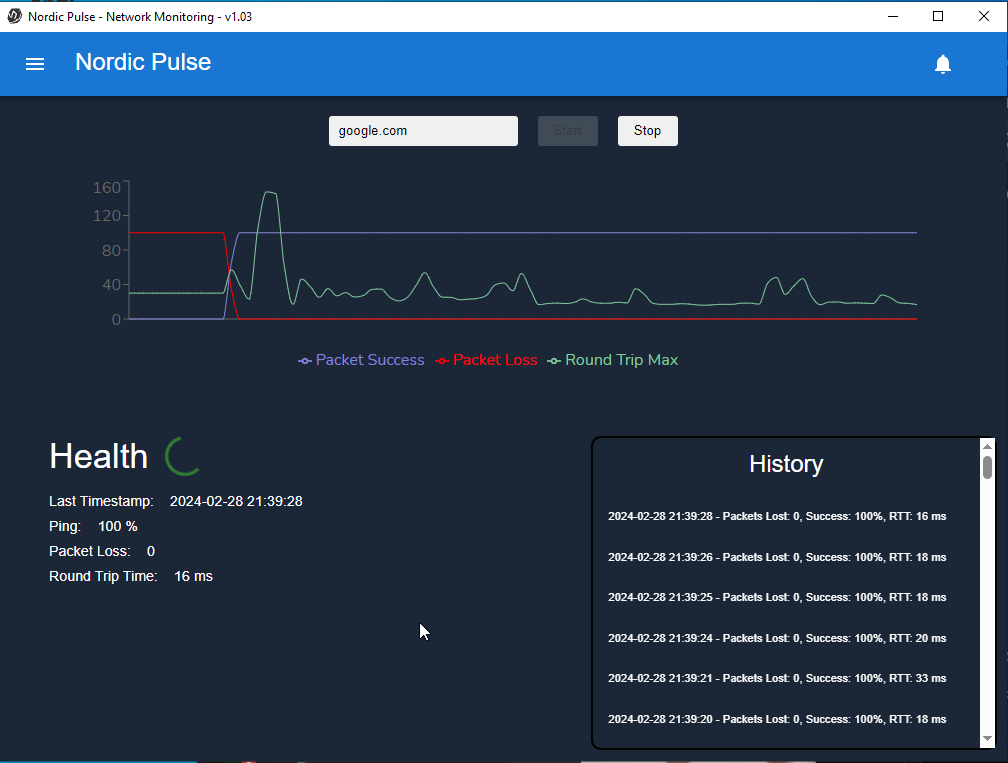 Nordic Pulse - Network Monitoring - v1.03
Nordic Pulse
google.com Start Stop
160
120
80
40
0
Packet Success Packet Loss Round Trip Max
Health
Last Timestamp: 2024-02-28 21:39:28
Ping: 100 %
Packet Loss: 0
Round Trip Time: 16 ms
History
2024-02-28 21:39:28 - Packets Lost: 0, Success: 100%, RTT: 16 ms
2024-02-28 21:39:26 - Packets Lost: 0, Success: 100%, RTT: 18 ms
2024-02-28 21:39:25 - Packets Lost: 0, Success: 100%, RTT: 18 ms
2024-02-28 21:39:24 - Packets Lost: 0, Success: 100%, RTT: 20 ms
2024-02-28 21:39:21 - Packets Lost: 0, Success: 100%, RTT: 33 ms
2024-02-28 21:39:20 - Packets Lost: 0, Success: 100%, RTT: 18 ms